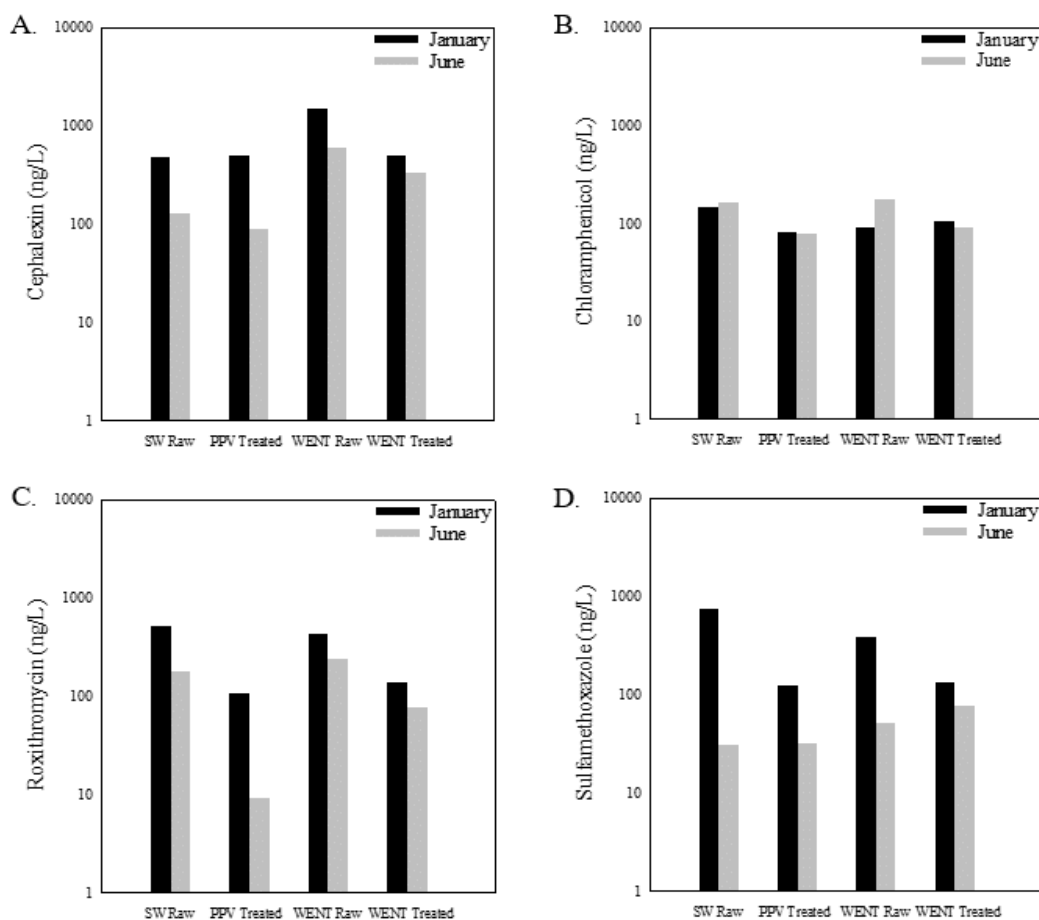 A.
10000
1000
100
10
1
Cephalexin (ng/L)
January
June
SW Raw PPV Treated WENT Raw WENT Treated
B.
10000
1000
100
10
1
Chloramphenicol (ng/L)
January
June
SW Raw PPV Treated WENT Raw WENT Treated
C.
10000
1000
100
10
1
Roxithromycin (ng/L)
January
June
SW Raw PPV Treated WENT Raw WENT Treated
D.
10000
1000
100
10
1
Sulfamethoxazole (ng/L)
January
June
SW Raw PPV Treated WENT Raw WENT Treated